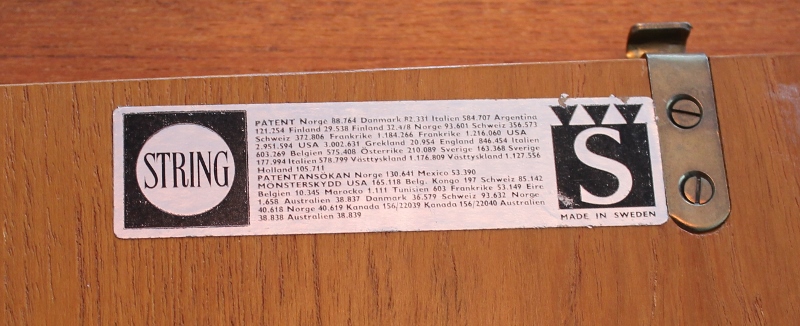 STRING
PATENT Norge 88.764 Danmark 82.331 Italien 584.707 Argentina
121.254 Finland 29.538 Finland 32.478 Norge 93.601 Schweiz 356.573
Schweiz 372.806 Frankrike 1.184.266 Frankrike 1.216.060 USA
2.951.594 USA 3.002.631 Grekland 20.954 England 846.454 Italien
603.269 Belgien 575.408 Österrike 210.089 Sverige 163.368 Sverige
177.994 Italien 578.799 Västtyskland 1.176.809 Västtyskland 1.127.556
Holland 105.711
PATENTANSÖKAN Norge 130.641 Mexico 53.390
MÖNSTERSKYDD USA 165.118 Belg. Kongo 197 Schweiz 85.142
Belgien 10.345 Marocko 1.111 Tunisien 603 Frankrike 53.149 Eire
1.658 Australien 38.837 Danmark 36.579 Schweiz 93.632 Norge
40.618 Norge 40.619 Kanada 156/22039 Kanada 156/22040 Australien
38.838 Australien 38.839
S
MADE IN SWEDEN